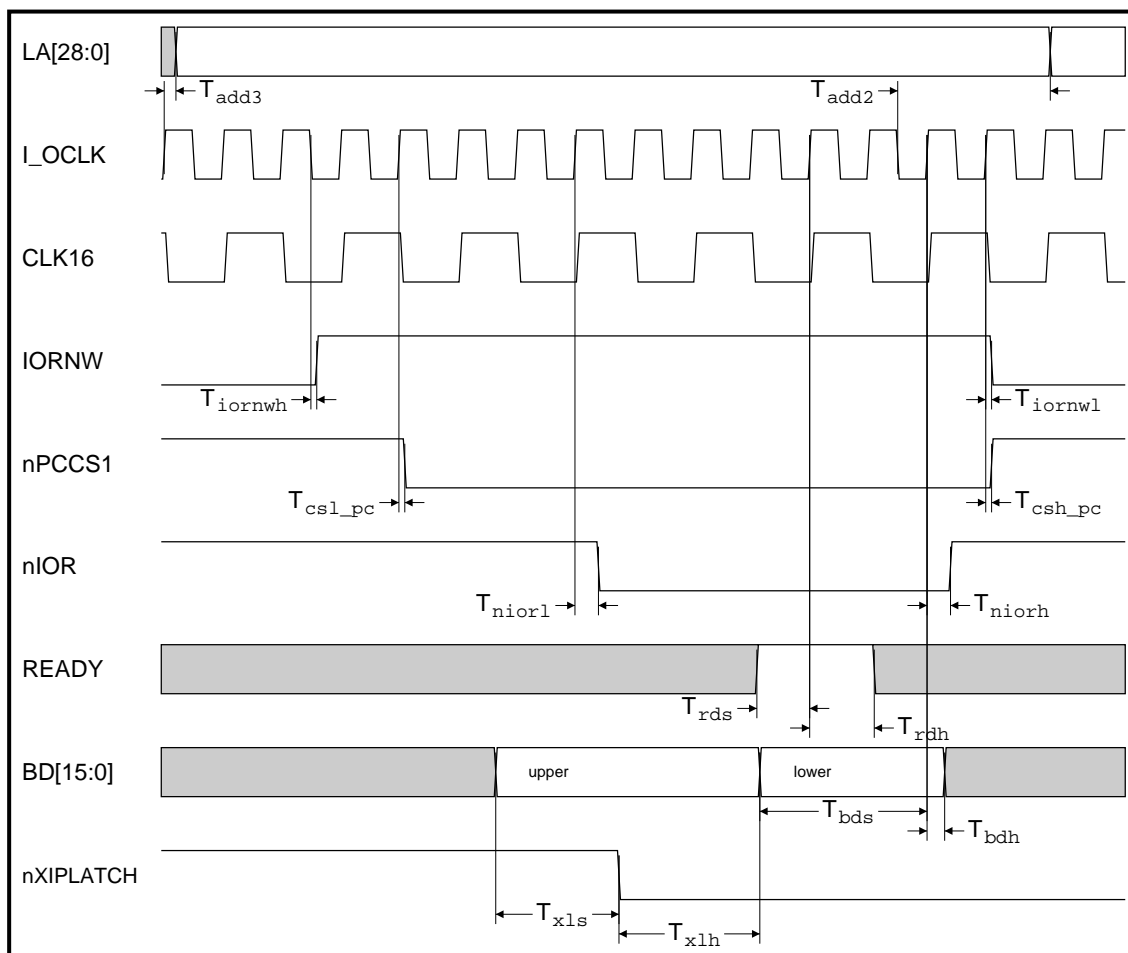 LA[28:0]
Tadd3
Tadd2
I_OCLK
CLK16
IORNW
Tiornwh
Tiornwl
nPCCS1
Tcsl_pc
Tcsh_pc
nIOR
Tniorl
Tniorh
READY
Trds
Trdh
BD[15:0]
upper
lower
Tbds
Tbdh
nXIPLATCH
Txls
Txlh